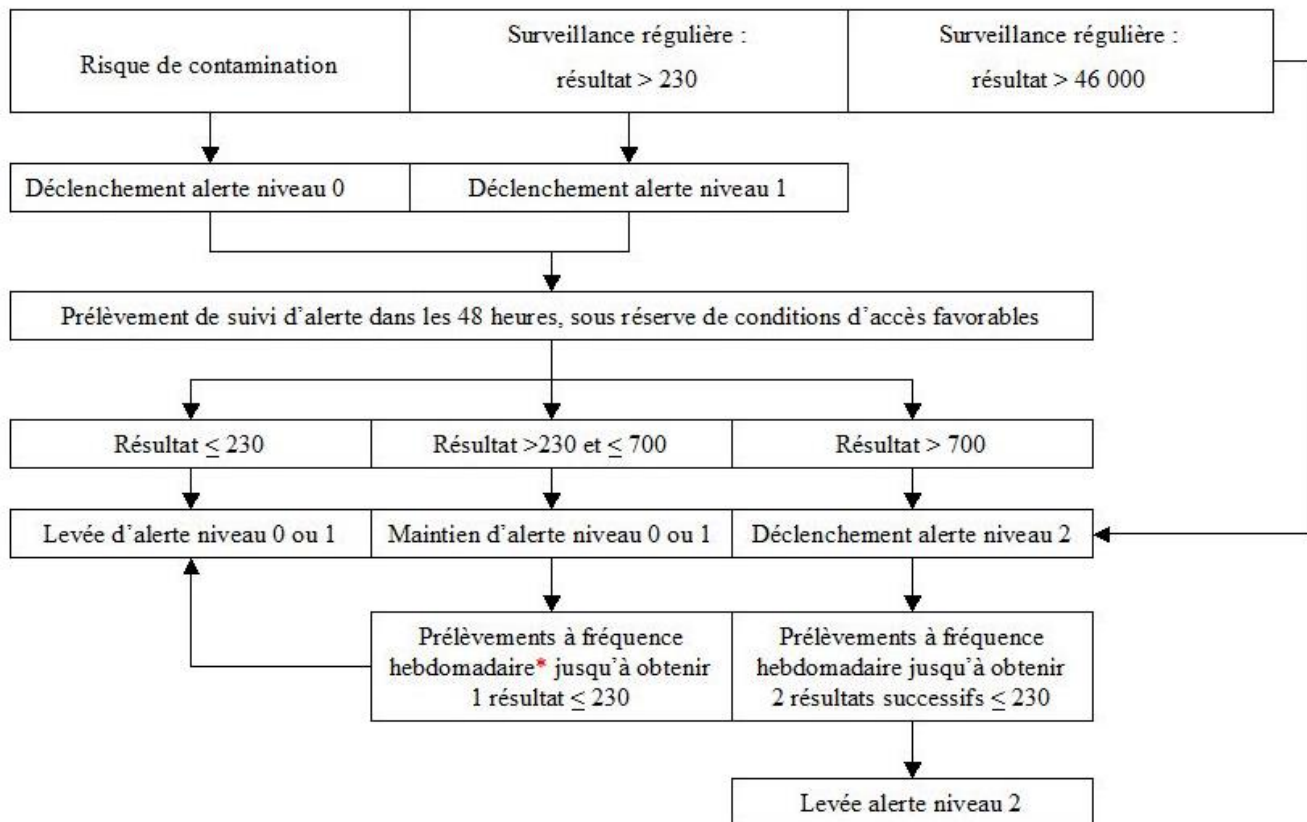 Risque de contamination
Surveillance régulière :
résultat > 230
Surveillance régulière :
résultat > 46 000
Déclenchement alerte niveau 0
Déclenchement alerte niveau 1
Prélèvement de suivi d'alerte dans les 48 heures, sous réserve de conditions d'accès favorables
Résultat ≤ 230
Résultat >230 et ≤ 700
Résultat > 700
Levée d'alerte niveau 0 ou 1
Maintien d'alerte niveau 0 ou 1
Déclenchement alerte niveau 2
Prélèvements à fréquence
hebdomadaire* jusqu'à obtenir
1 résultat ≤ 230
Prélèvements à fréquence
hebdomadaire jusqu'à obtenir
2 résultats successifs ≤ 230
Levée alerte niveau 2